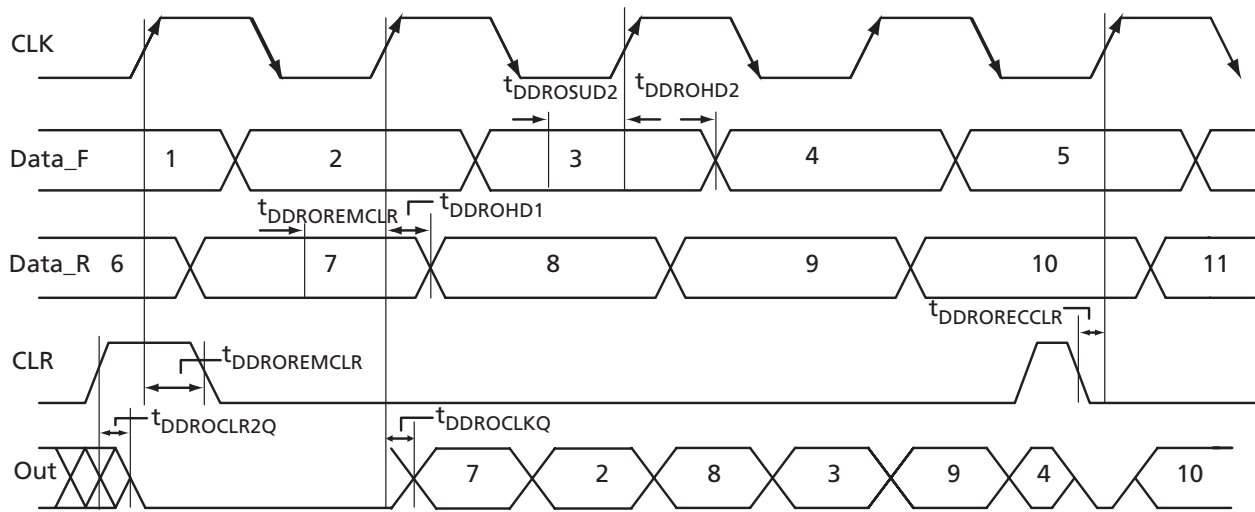 CLK
tDDROSUD2 tDDROHD2
Data_F 1 2 3 4 5
tDDROREMCLR tDDROHD1
Data_R 6 7 8 9 10 11
tDDRORECCLR
CLR tDDROREMCLR
tDDROCLR2Q tDDROCLKQ
Out 7 2 8 3 9 4 10